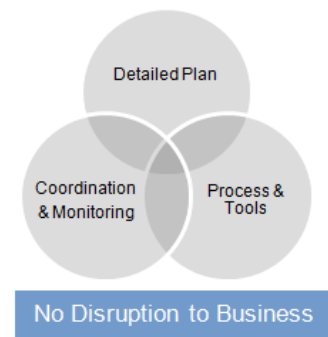 Detailed Plan
Coordination
& Monitoring
Process &
Tools
No Disruption to Business